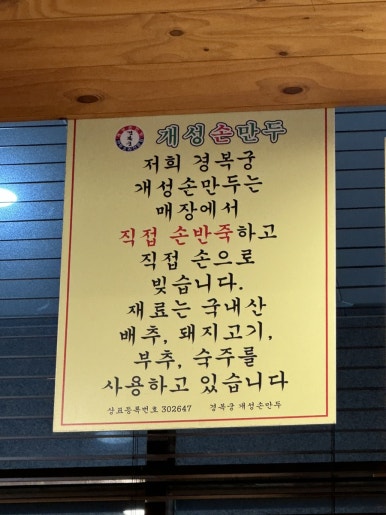 경복궁
개성손만두
저희 경복궁
개성손만두는
매장에서
직접 손반죽하고
직접 손으로
빚습니다.
재료는 국내산
배추, 돼지고기,
부추, 숙주를
사용하고 있습니다
상표등록번호 302647 경복궁 개성손만두